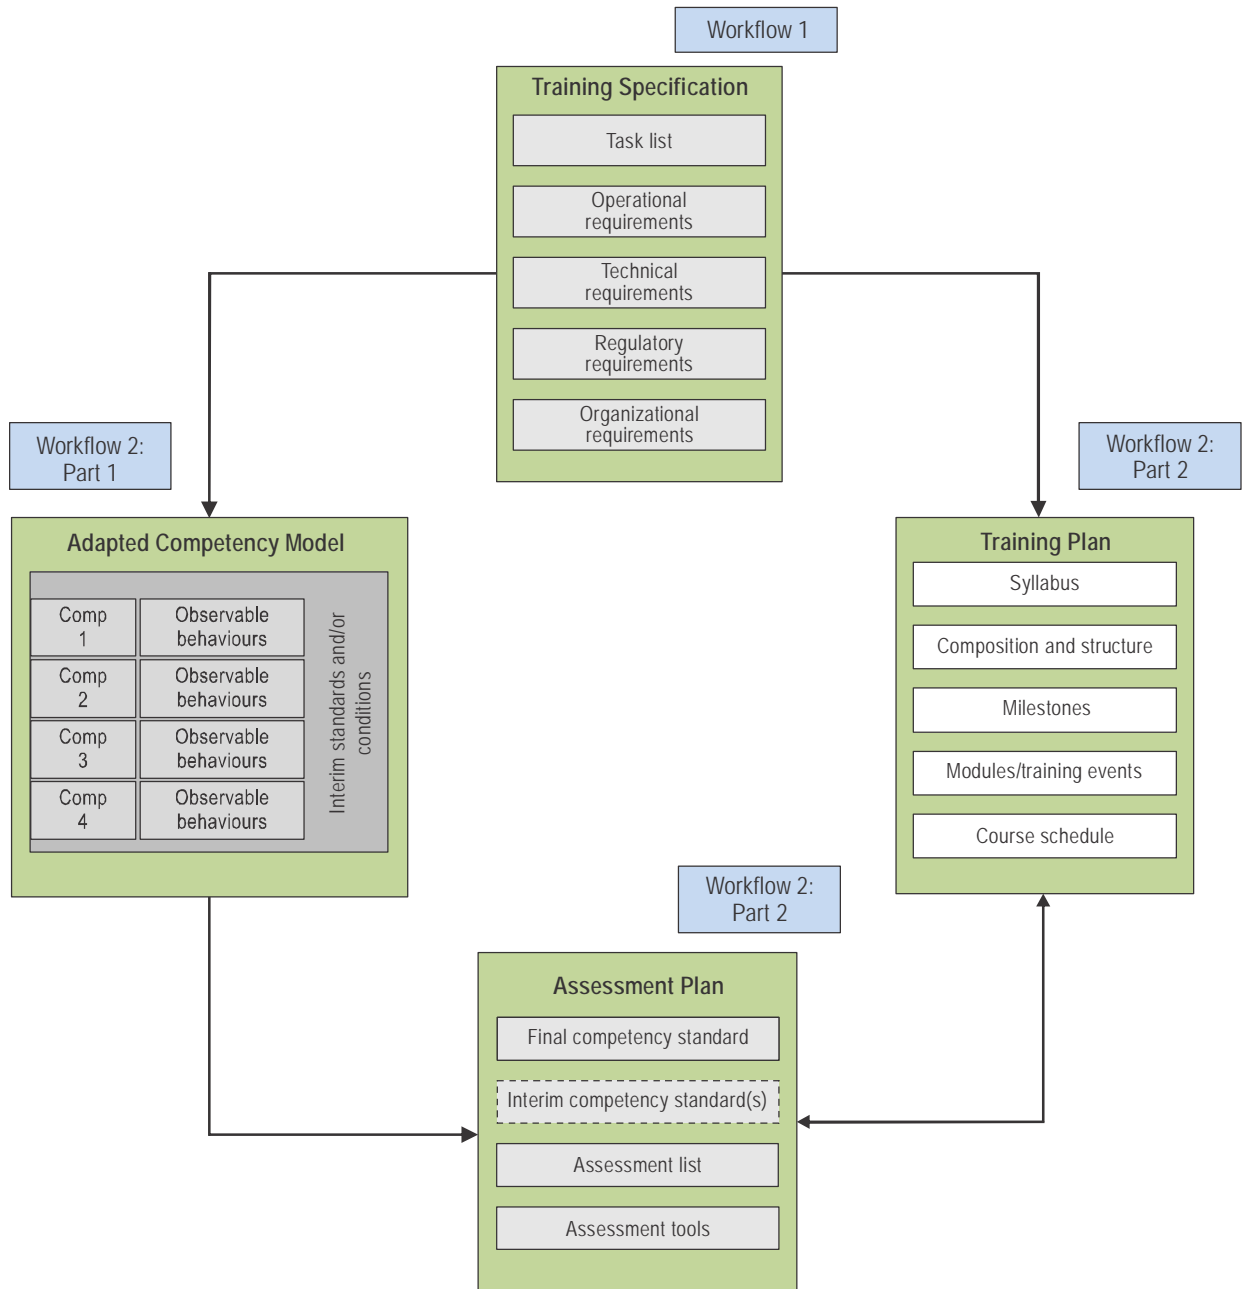 Workflow 1
Training Specification
Task list
Operational
requirements
Technical
requirements
Regulatory
requirements
Organizational
requirements
Workflow 2:
Part 1
Adapted Competency Model
Comp
1
Observable
behaviours
Comp
2
Observable
behaviours
Comp
3
Observable
behaviours
Comp
4
Observable
behaviours
Interim standards and/or
conditions
Workflow 2:
Part 2
Training Plan
Syllabus
Composition and structure
Milestones
Modules/training events
Course schedule
Workflow 2:
Part 2
Assessment Plan
Final competency standard
Interim competency standard(s)
Assessment list
Assessment tools